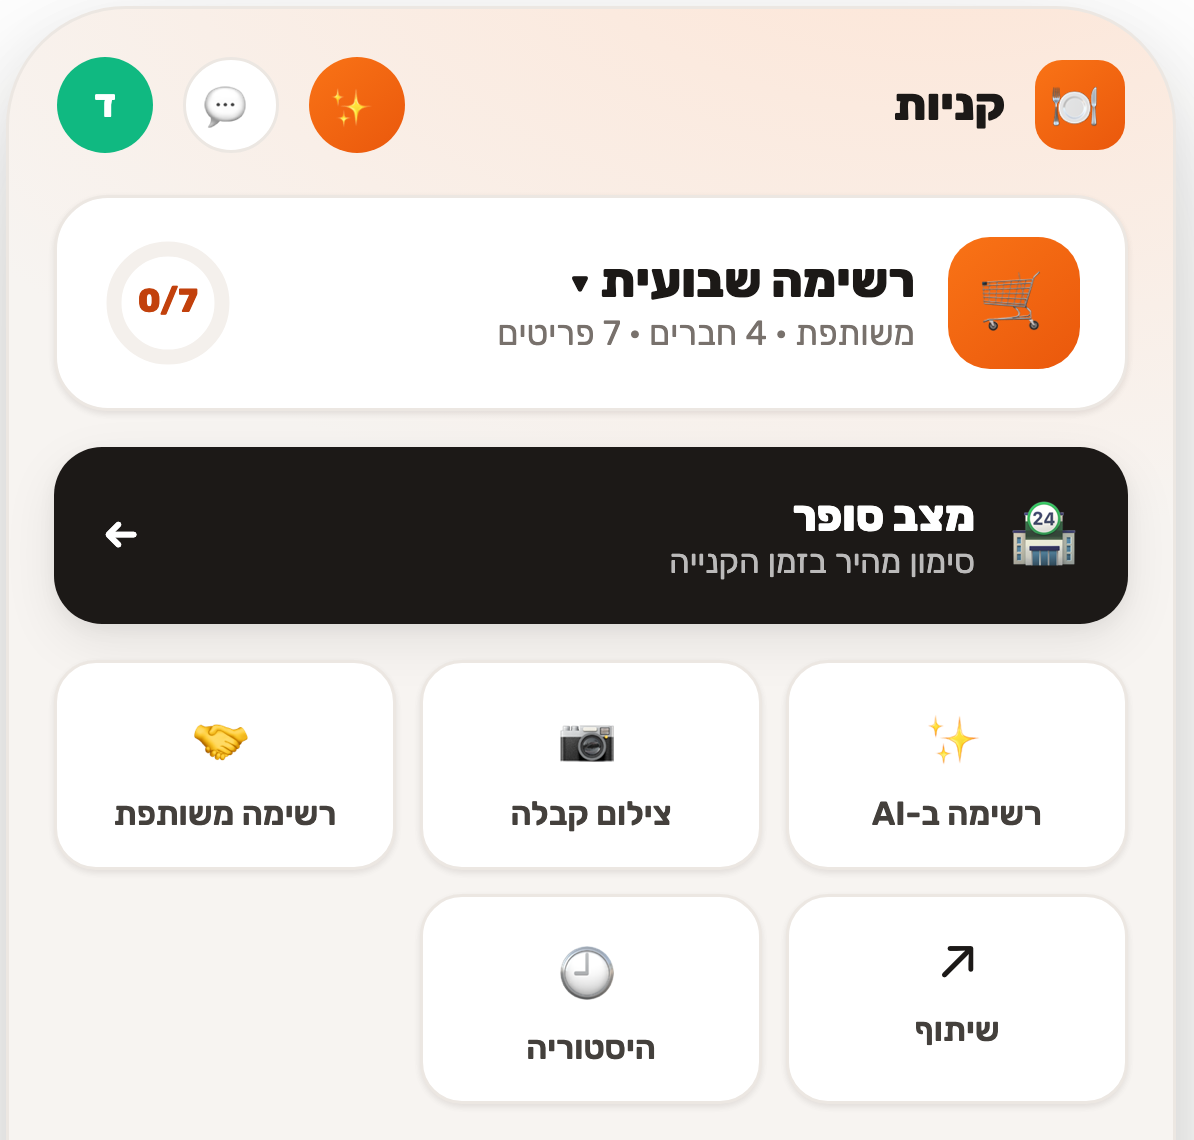 קניות
ד
רשימה שבועית ▾
משותפת • 4 חברים • 7 פריטים
0/7
24
מצב סופר
סימון מהיר בזמן הקנייה
←
רשימה ב-AI
צילום קבלה
רשימה משותפת
שיתוף
היסטוריה